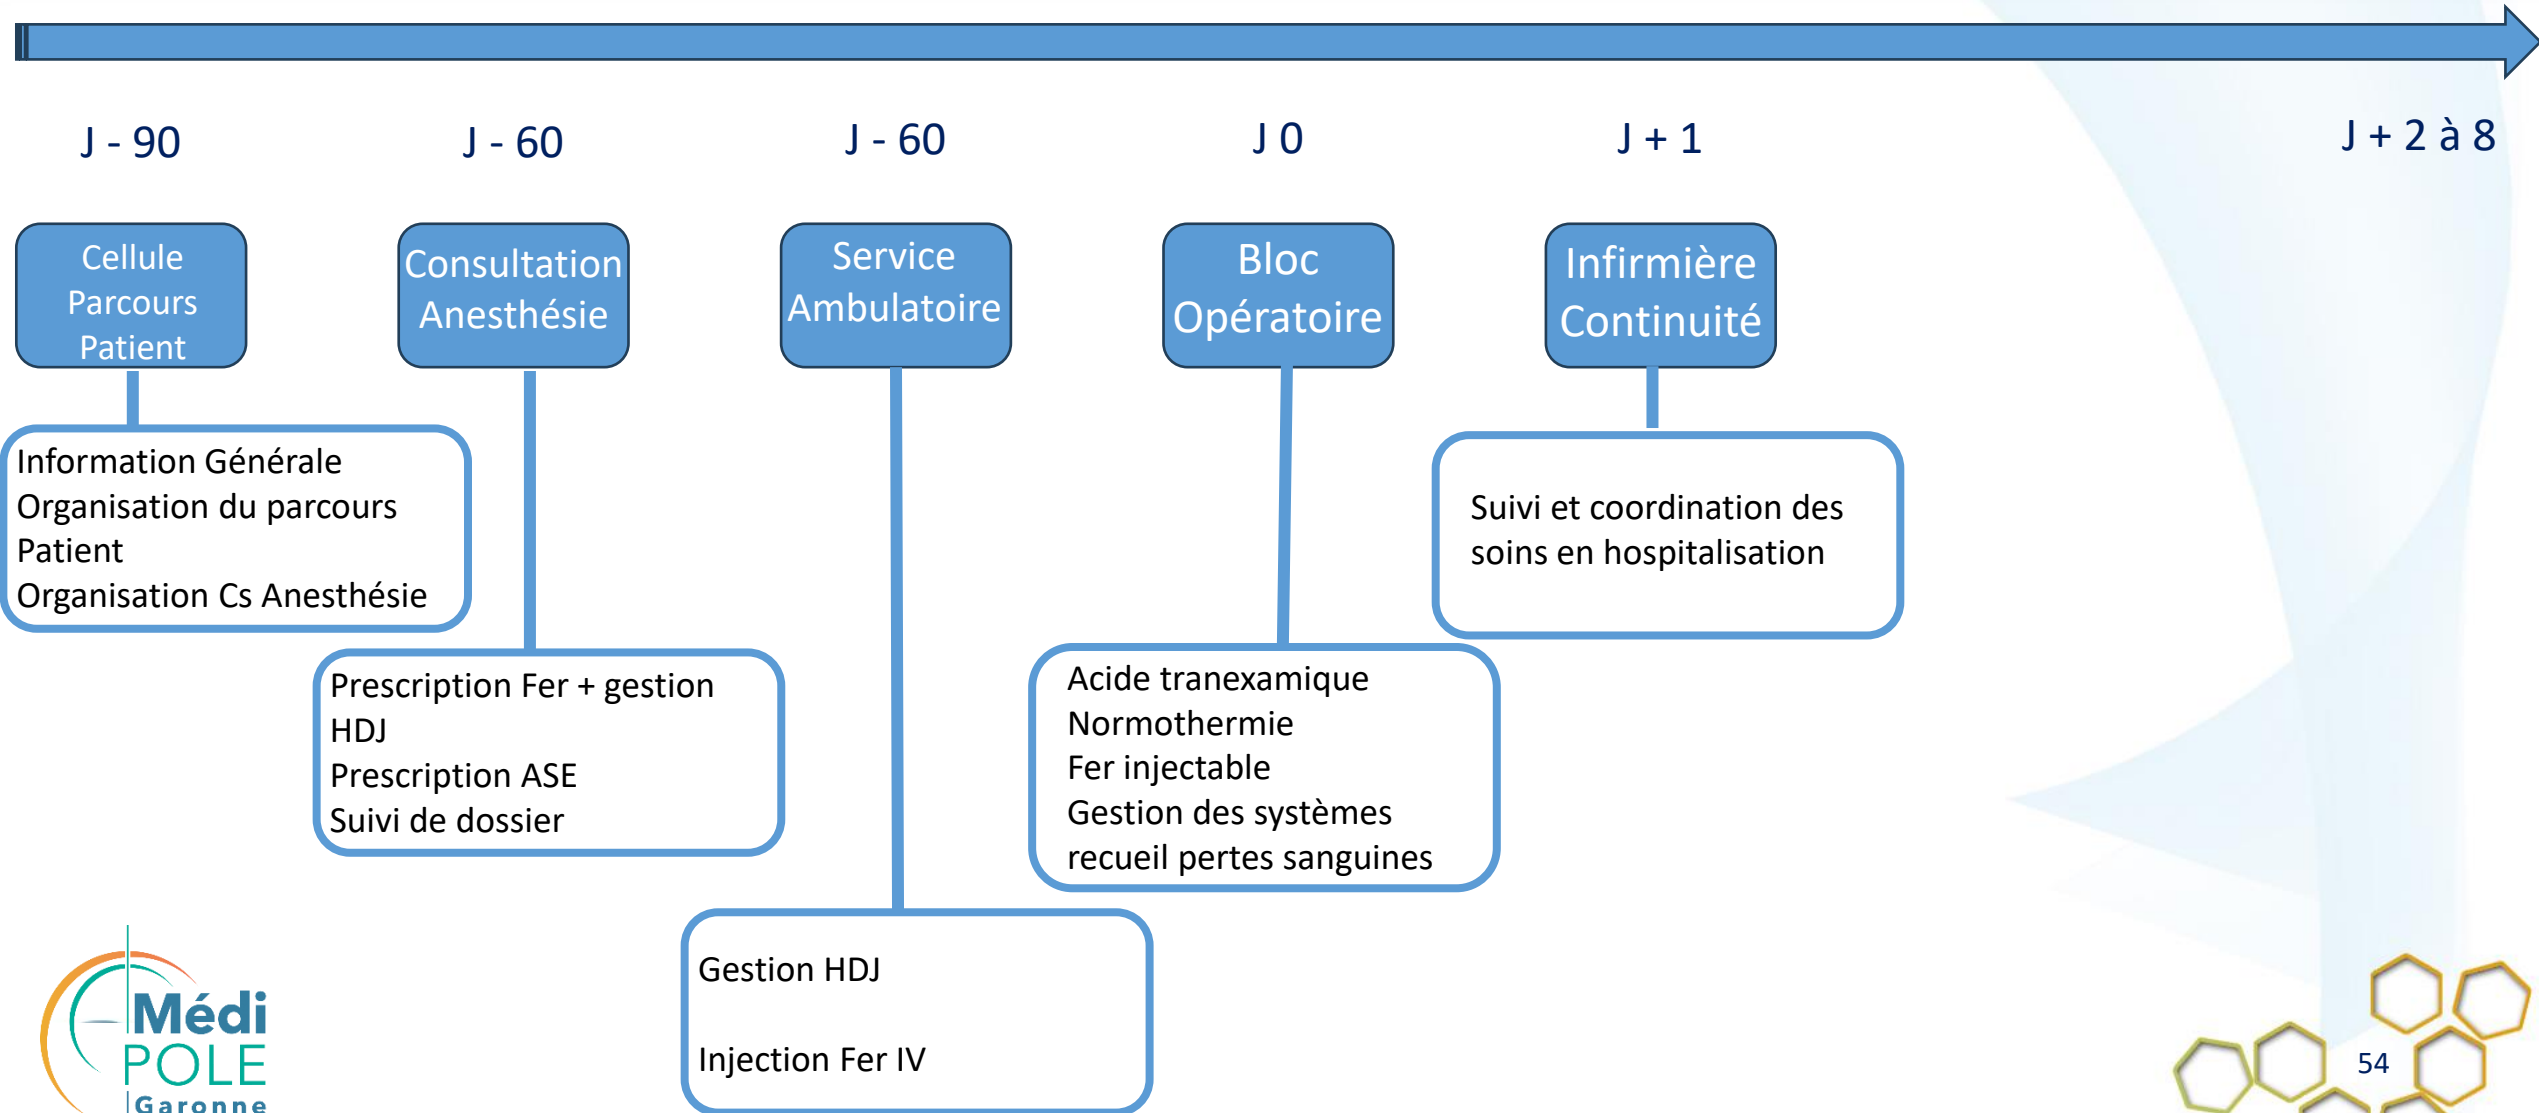 J - 90
J - 60
J - 60
J 0
J + 1
J + 2 à 8
Cellule
Parcours
Patient
Consultation
Anesthésie
Service
Ambulatoire
Bloc
Opératoire
Infirmière
Continuité
Information Générale
Organisation du parcours
Patient
Organisation Cs Anesthésie
Prescription Fer + gestion
HDJ
Prescription ASE
Suivi de dossier
Gestion HDJ
Injection Fer IV
Acide tranexamique
Normothermie
Fer injectable
Gestion des systèmes
recueil pertes sanguines
Suivi et coordination des
soins en hospitalisation
Médi
POLE
Garonne
54